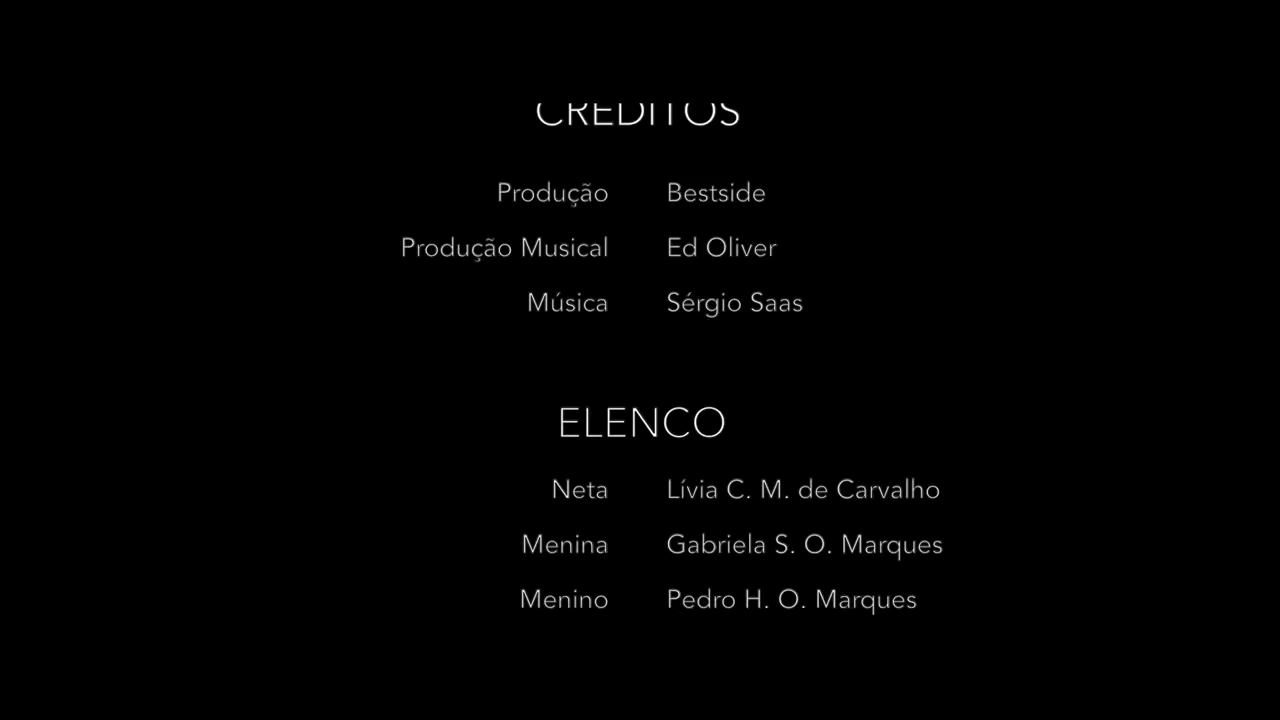 CRÉDITOS
Produção Bestside
Produção Musical Ed Oliver
Música Sérgio Saas
ELENCO
Neta Lívia C. M. de Carvalho
Menina Gabriela S. O. Marques
Menino Pedro H. O. Marques